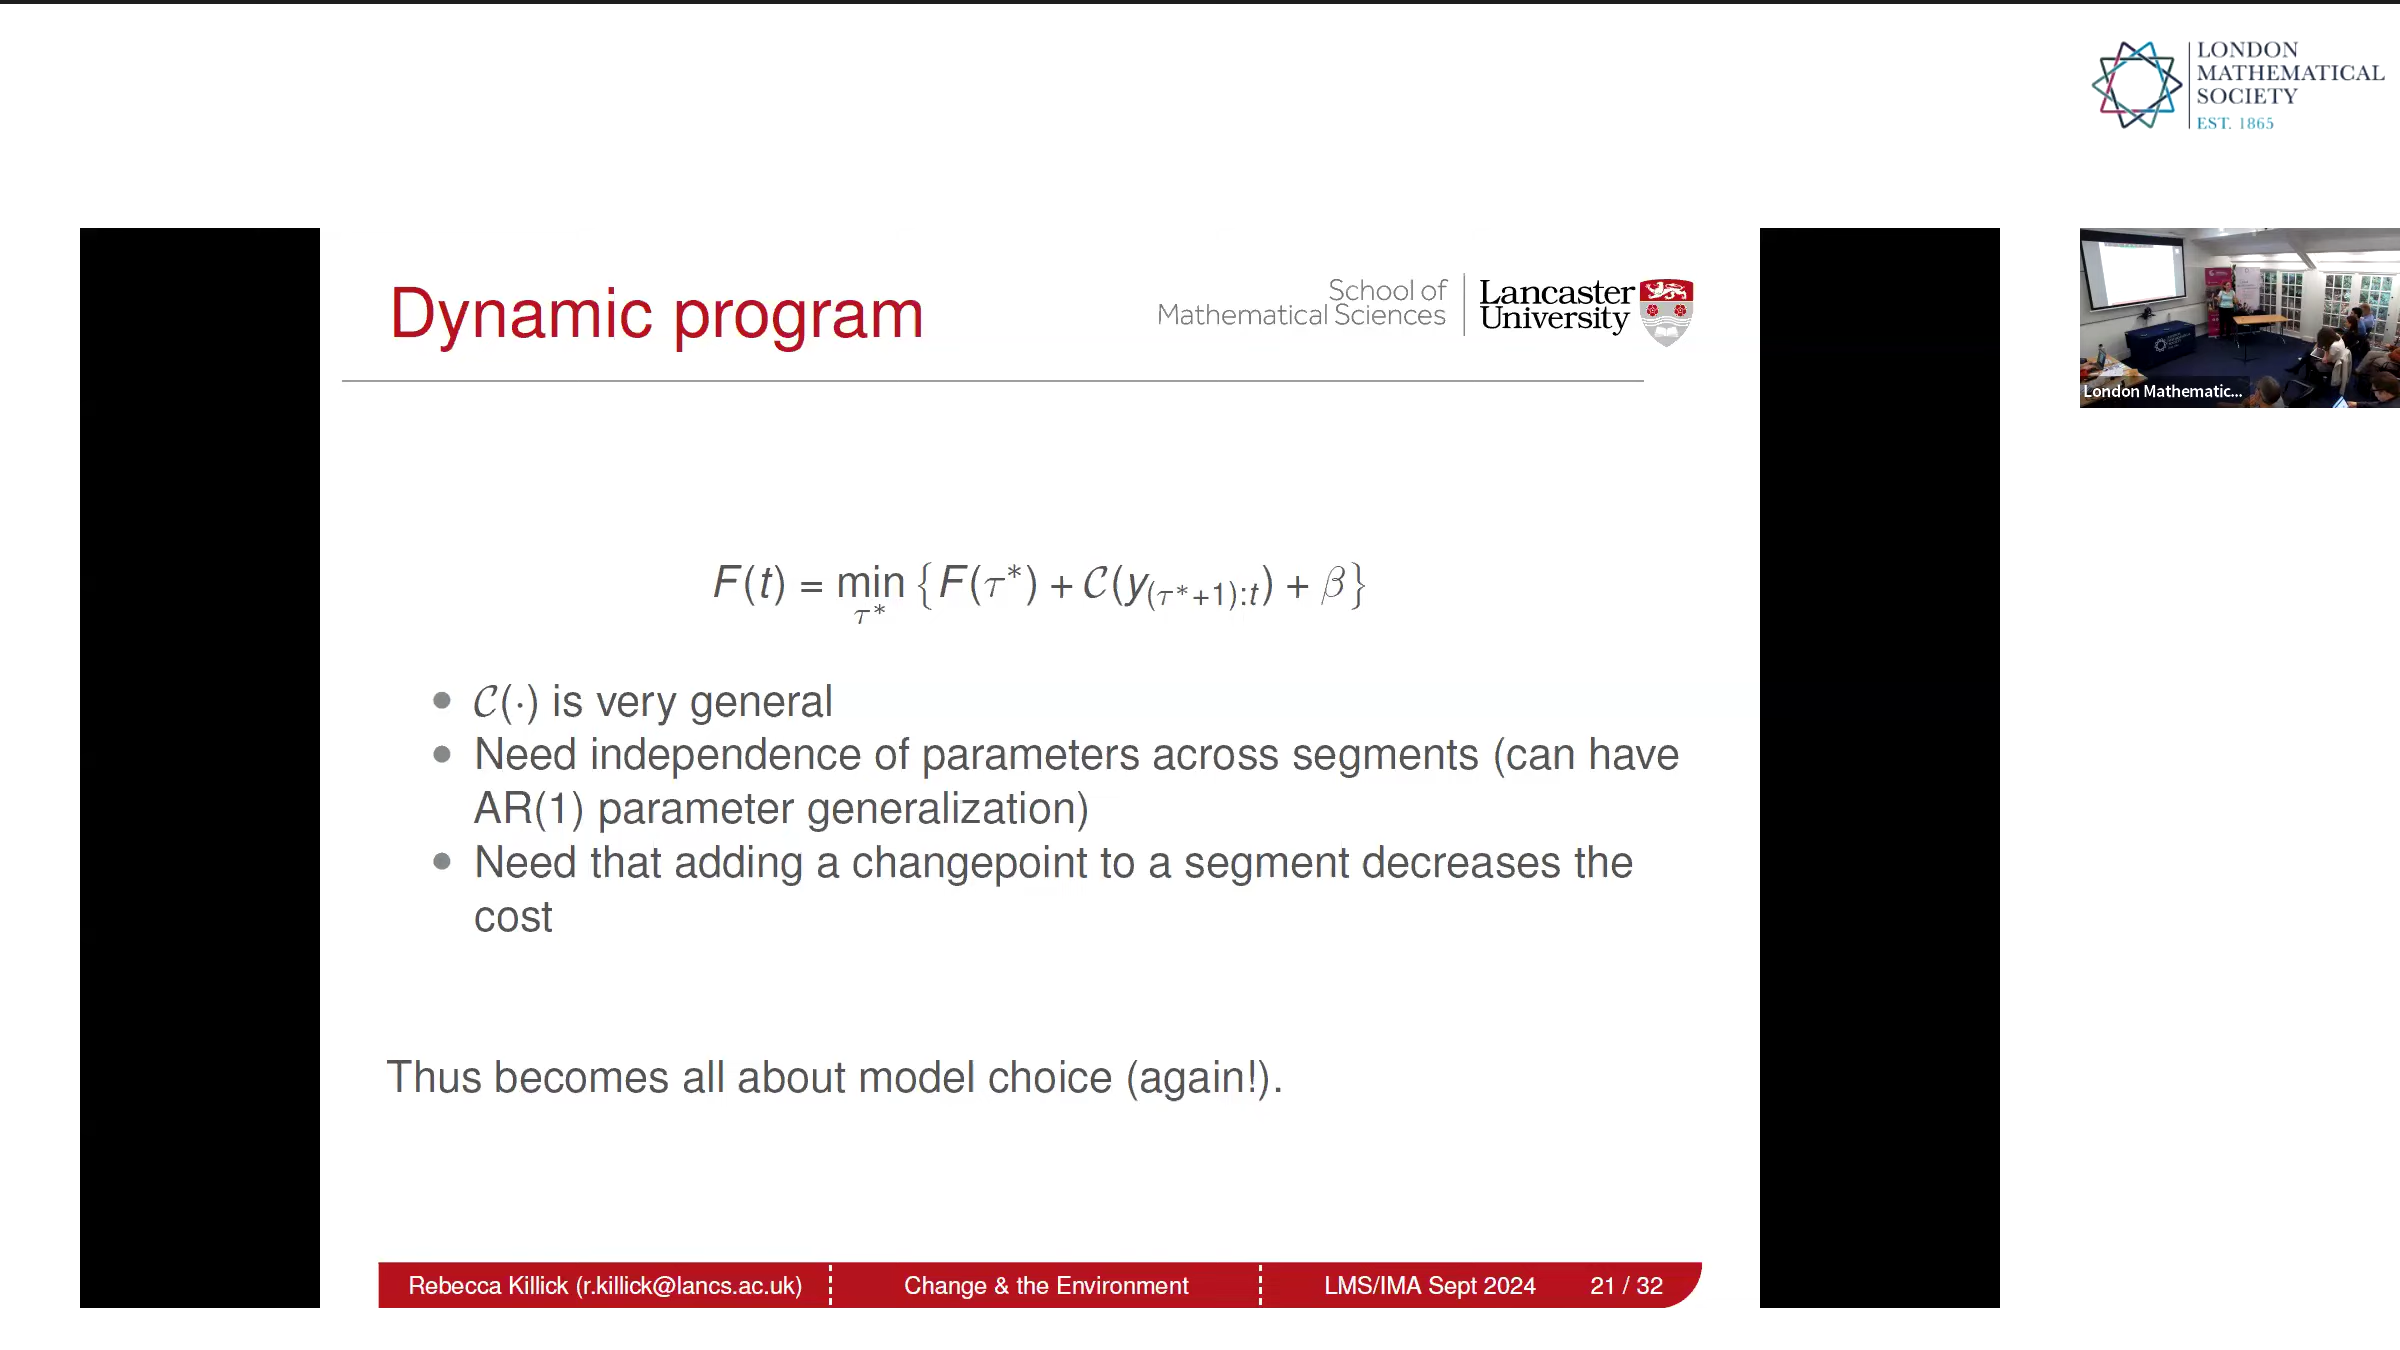 LONDON
MATHEMATICAL
SOCIETY
EST. 1865
Dynamic program
School of
Mathematical Sciences
Lancaster
University
F(t) = min_{τ*} {F(τ*) + C(y_{(τ*+1):t}) + β}
• C(·) is very general
• Need independence of parameters across segments (can have
AR(1) parameter generalization)
• Need that adding a changepoint to a segment decreases the
cost
Thus becomes all about model choice (again!).
Rebecca Killick (r.killick@lancs.ac.uk) Change & the Environment LMS/IMA Sept 2024 21 / 32
London Mathematic...